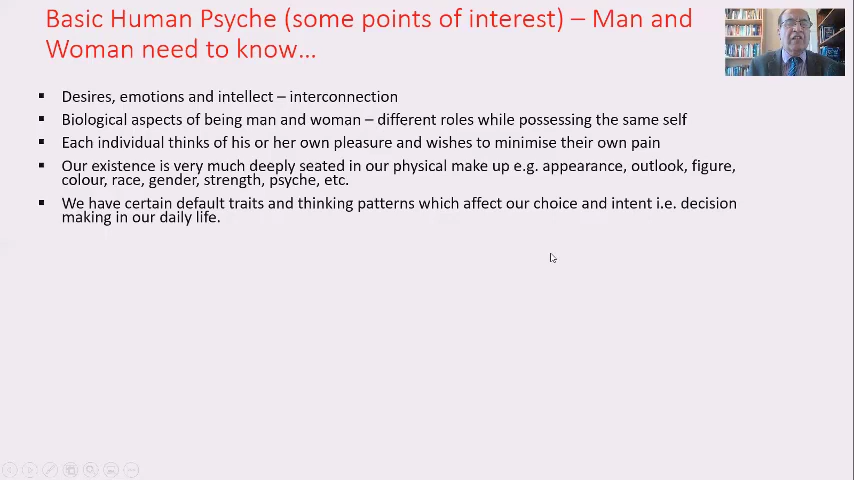 Basic Human Psyche (some points of interest) – Man and
Woman need to know…
▪ Desires, emotions and intellect – interconnection
▪ Biological aspects of being man and woman – different roles while possessing the same self
▪ Each individual thinks of his or her own pleasure and wishes to minimise their own pain
▪ Our existence is very much deeply seated in our physical make up e.g. appearance, outlook, figure,
colour, race, gender, strength, psyche, etc.
▪ We have certain default traits and thinking patterns which affect our choice and intent i.e. decision
making in our daily life.